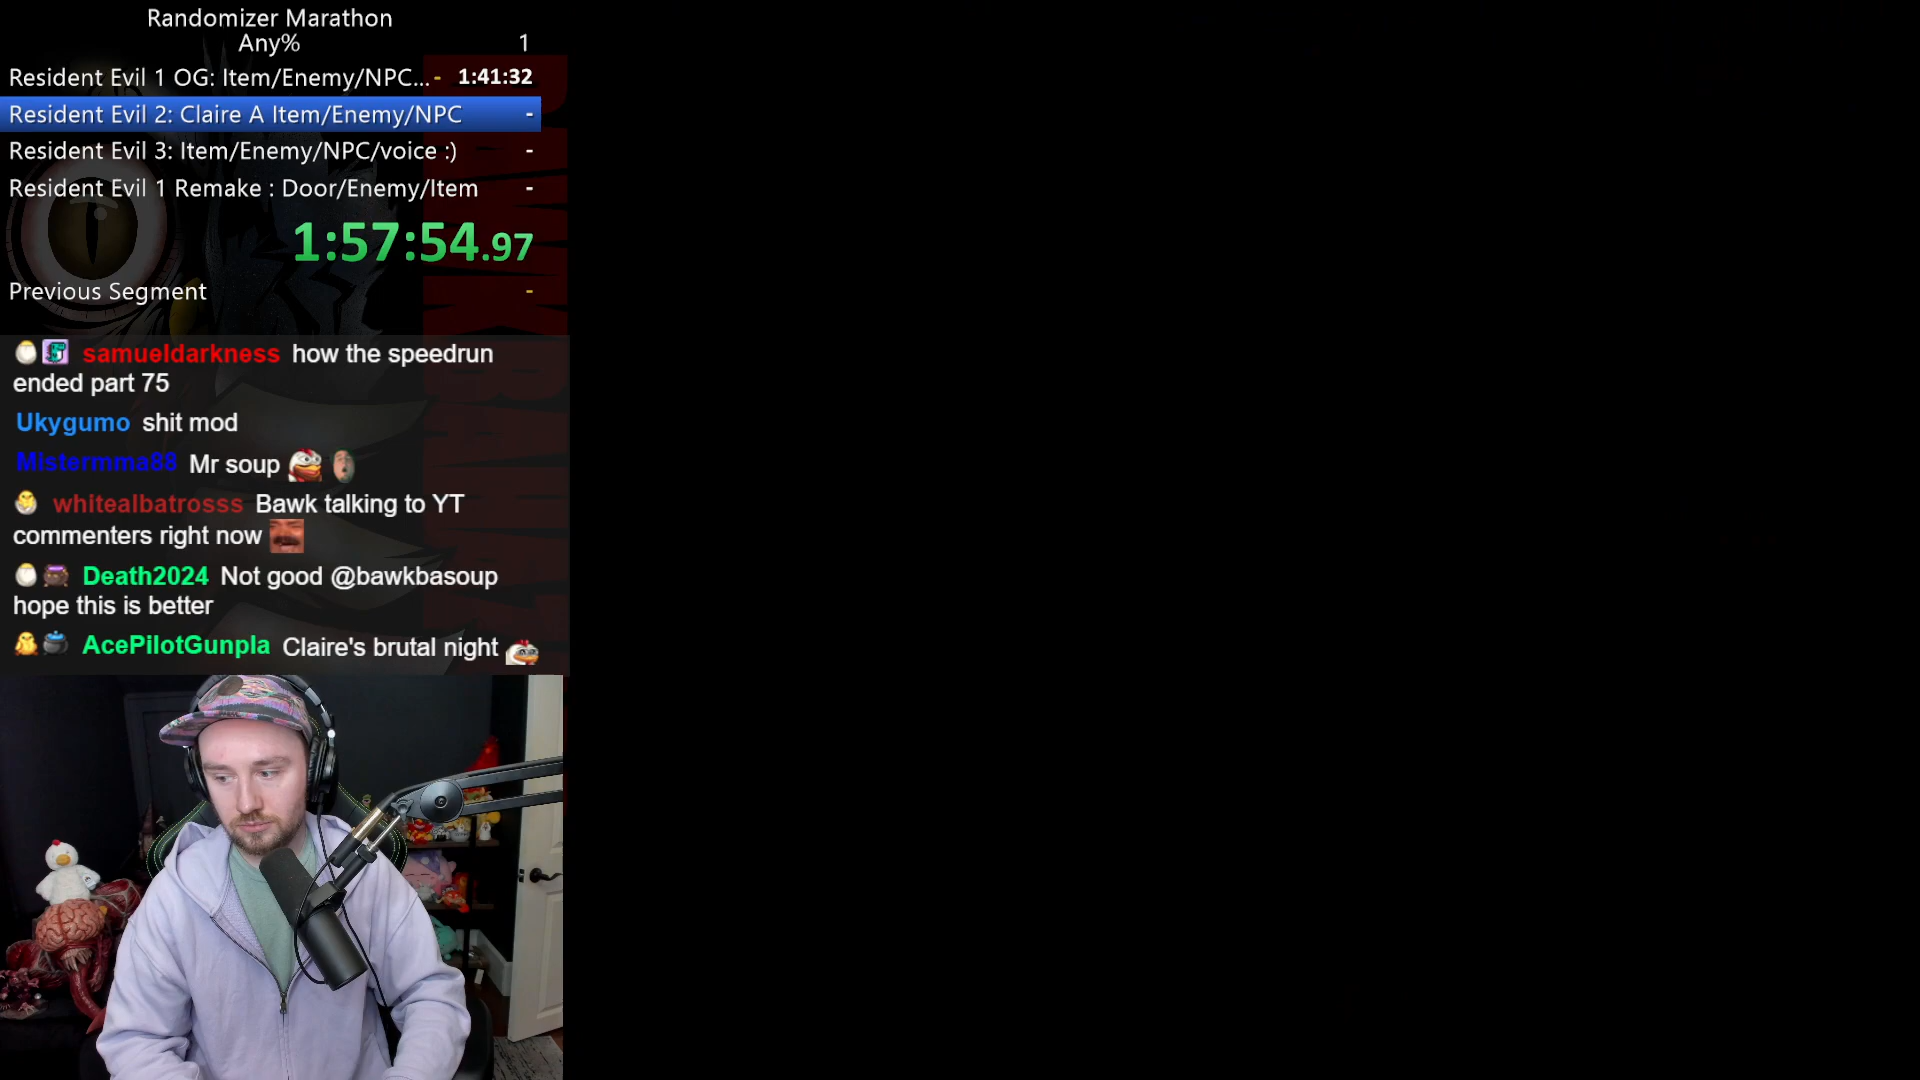 Randomizer Marathon
Any% 1
Resident Evil 1 OG: Item/Enemy/NPC... - 1:41:32
Resident Evil 2: Claire A Item/Enemy/NPC -
Resident Evil 3: Item/Enemy/NPC/voice :) -
Resident Evil 1 Remake : Door/Enemy/Item -
1:57:54.97
Previous Segment -
samueldarkness how the speedrun
ended part 75
Ukygumo shit mod
Mistermma88 Mr soup
whitealbatrosss Bawk talking to YT
commenters right now
Death2024 Not good @bawkbasoup
hope this is better
AcePilotGunpla Claire's brutal night